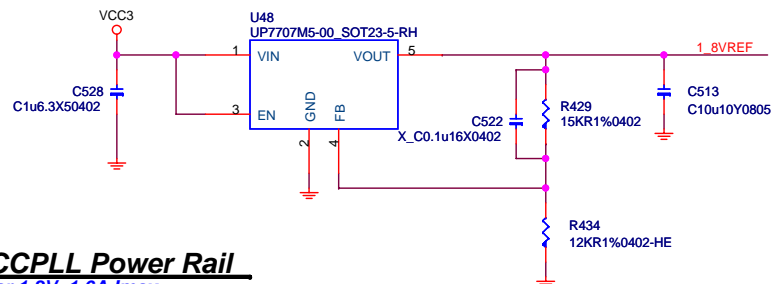 VCC3
U48
UP7707M5-00_SOT23-5-RH
1
VIN
VOUT
5
1_8VREF
C528
C1u6.3X50402
3
EN
GND
FB
2
4
C522
X_C0.1u16X0402
R429
15KR1%0402
C513
C10u10Y0805
R434
12KR1%0402-HE
CCPLL Power Rail